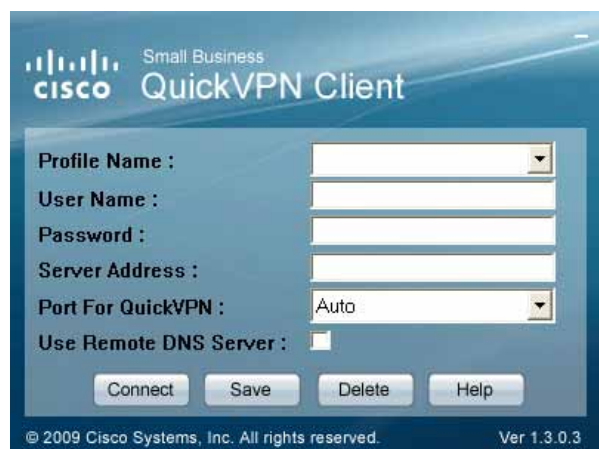 Small Business
CISCO QuickVPN Client
Profile Name :
User Name :
Password :
Server Address :
Port For QuickVPN : Auto
Use Remote DNS Server :
Connect Save Delete Help
© 2009 Cisco Systems, Inc. All rights reserved. Ver 1.3.0.3